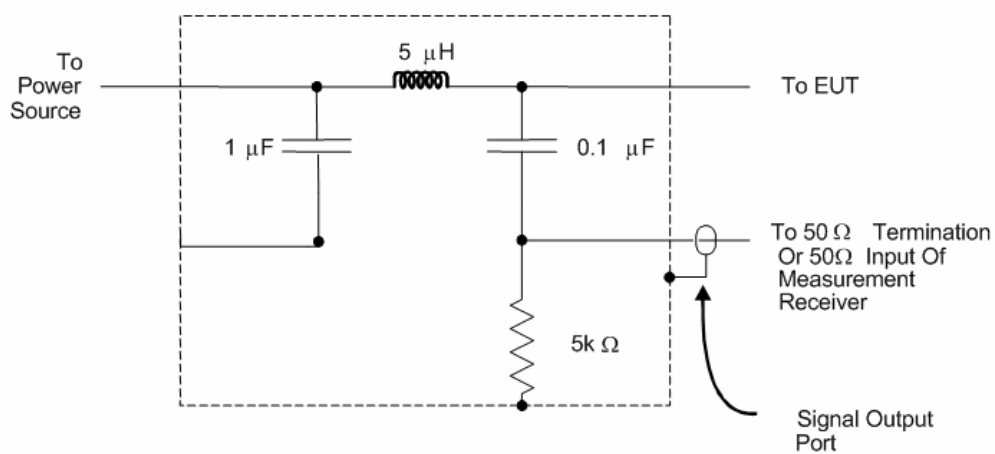 5 μH
To
Power
Source
To EUT
1 μF
0.1 μF
To 50 Ω Termination
Or 50Ω Input Of
Measurement
Receiver
5k Ω
Signal Output
Port